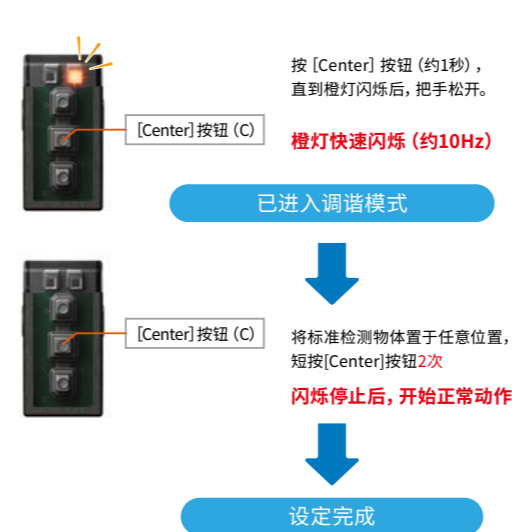 按［Center］按钮（约1秒），
直到橙灯闪烁后，把手松开。
[Center]按钮（C）
橙灯快速闪烁（约10Hz）
已进入调谐模式
[Center]按钮（C）
将标准检测物体置于任意位置，
短按[Center]按钮2次
闪烁停止后，开始正常动作
设定完成